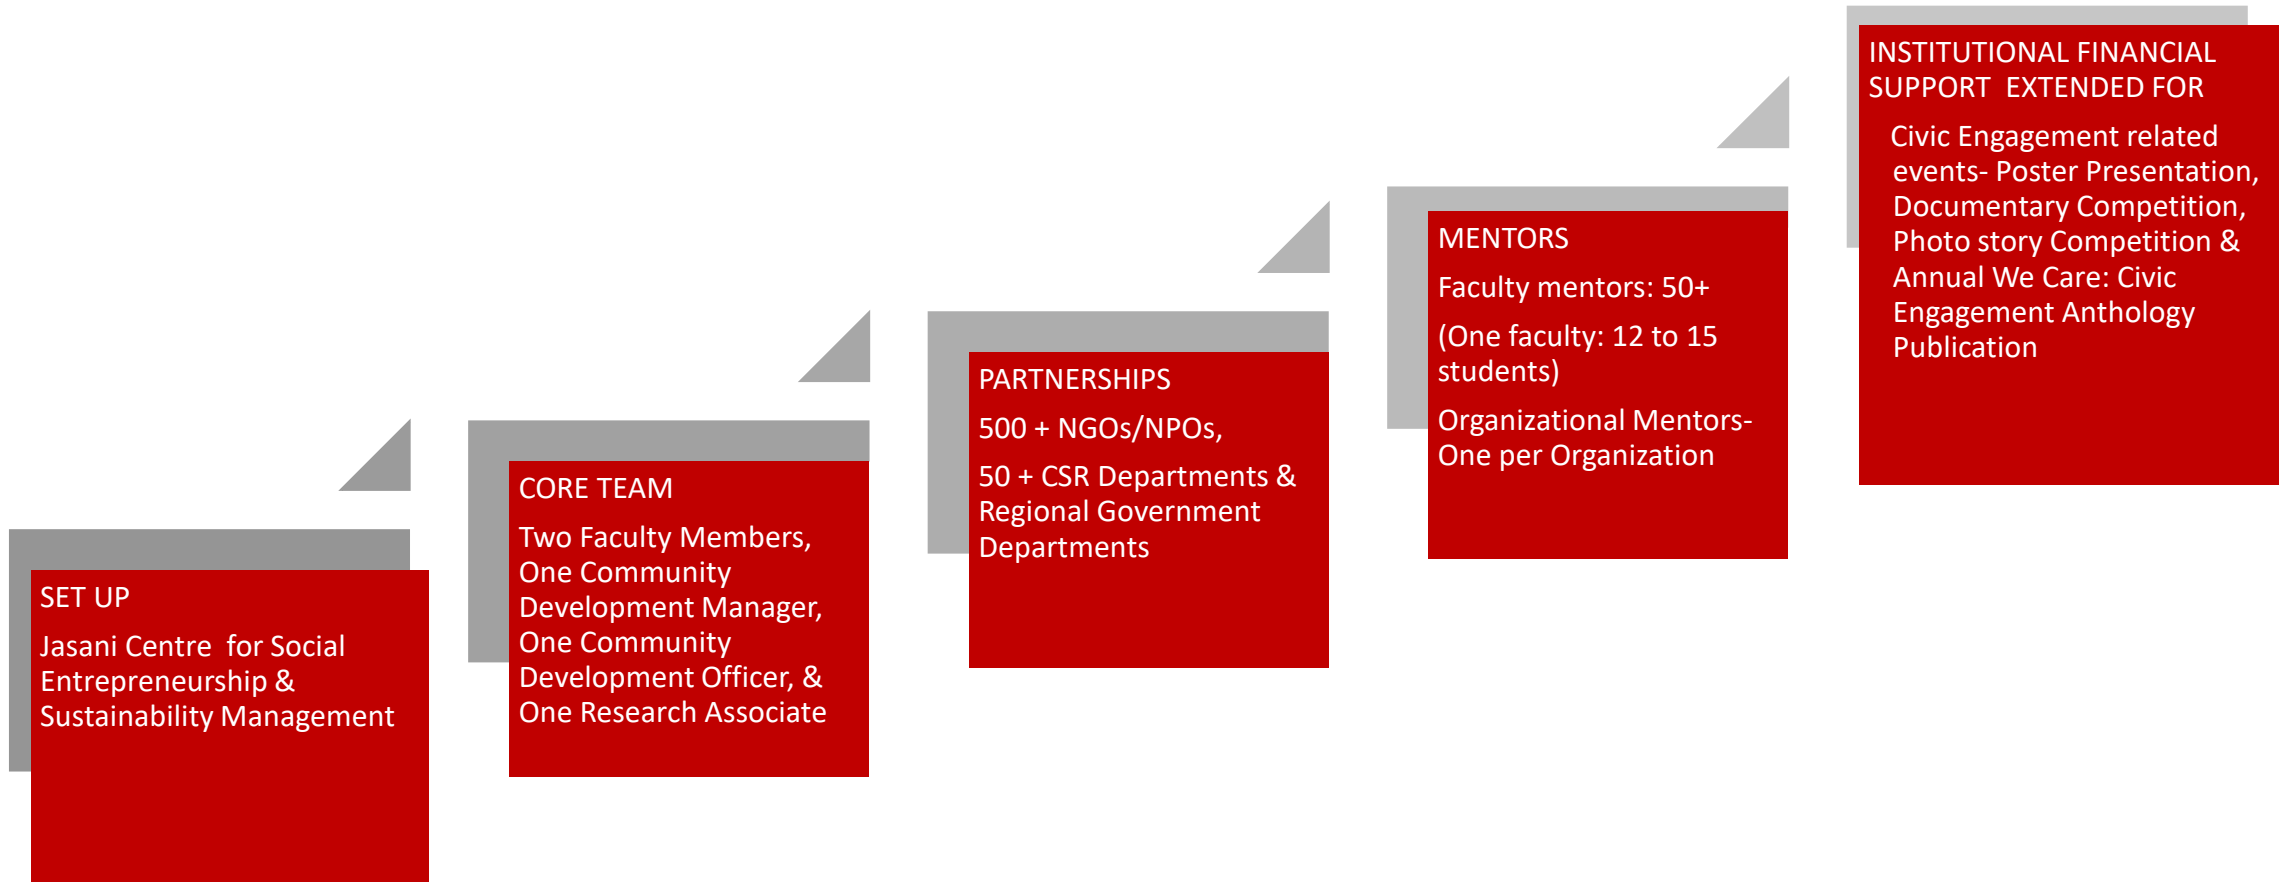 SET UP
Jasani Centre  for Social
Entrepreneurship &
Sustainability Management
CORE TEAM
Two Faculty Members,
One Community
Development Manager,
One Community
Development Officer, &
One Research Associate
PARTNERSHIPS
500 + NGOs/NPOs,
50 + CSR Departments &
Regional Government
Departments
MENTORS
Faculty mentors: 50+
(One faculty: 12 to 15
students)
Organizational Mentors-
One per Organization
INSTITUTIONAL FINANCIAL
SUPPORT  EXTENDED FOR
Civic Engagement related
events- Poster Presentation,
Documentary Competition,
Photo story Competition &
Annual We Care: Civic
Engagement Anthology
Publication